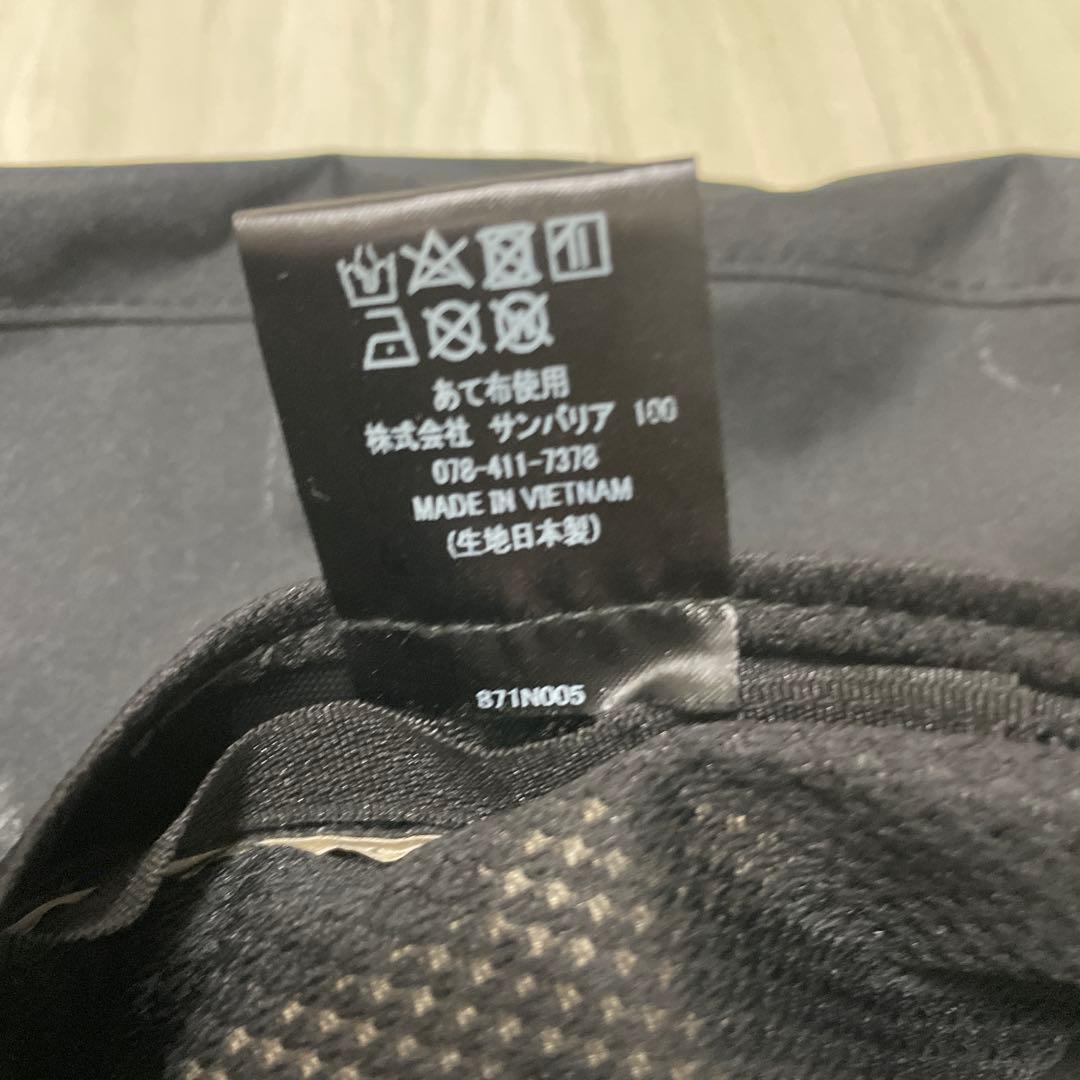 あて布使用
株式会社 サンバリア 100
078-411-7378
MADE IN VIETNAM
(生地日本製)
871N005